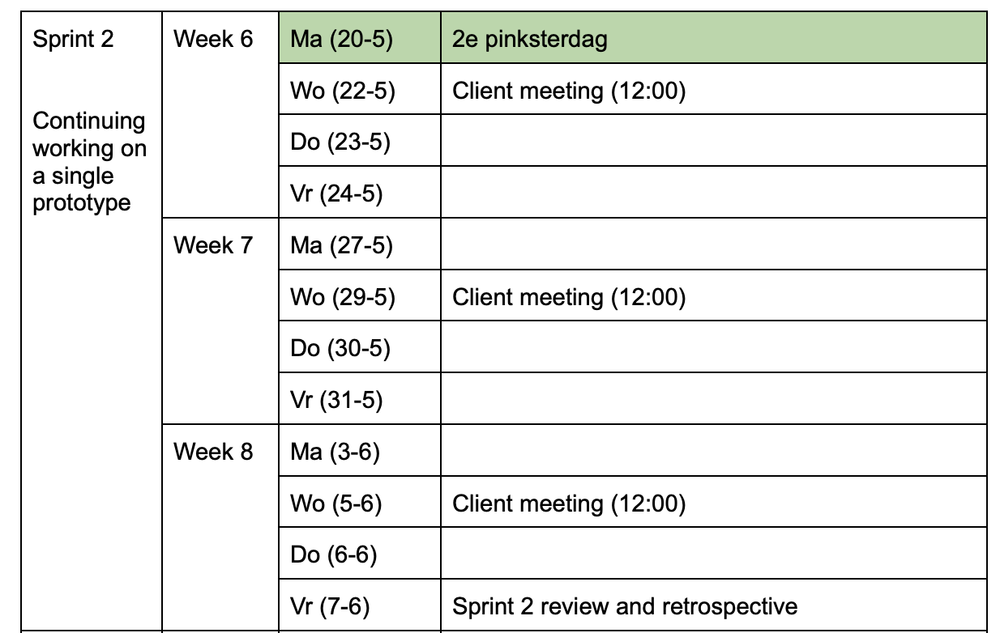 Sprint 2
Continuing
working on
a single
prototype
Week 6
Ma (20-5) 2e pinksterdag
Wo (22-5) Client meeting (12:00)
Do (23-5)
Vr (24-5)
Week 7
Ma (27-5)
Wo (29-5) Client meeting (12:00)
Do (30-5)
Vr (31-5)
Week 8
Ma (3-6)
Wo (5-6) Client meeting (12:00)
Do (6-6)
Vr (7-6) Sprint 2 review and retrospective